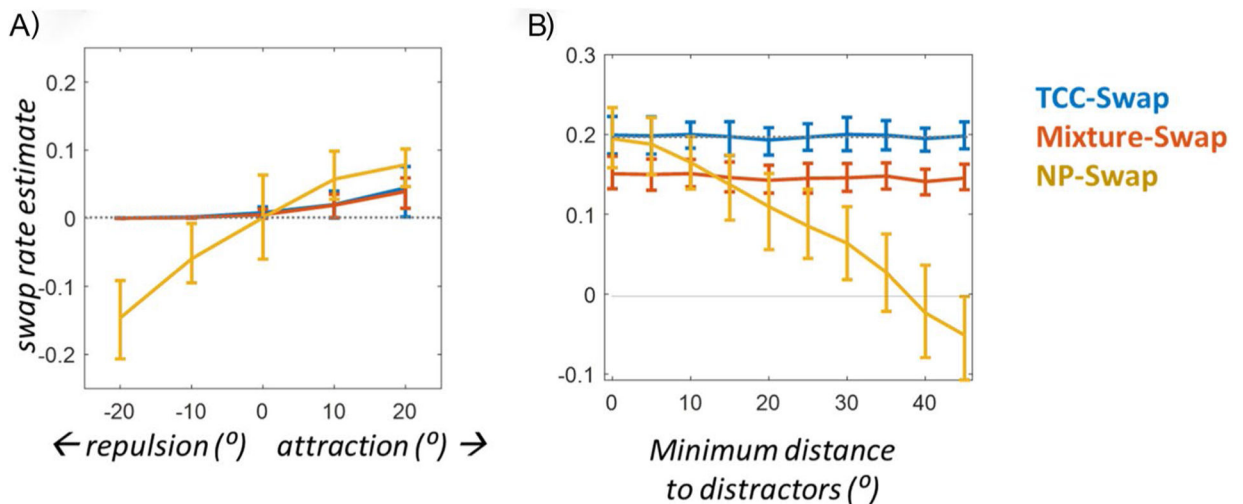 A)
B)
swap rate estimate
0.2
0.1
0
-0.1
-0.2
-20 -10 0 10 20
← repulsion (º) attraction (º) →
0.3
0.2
0.1
0
-0.1
0 10 20 30 40
Minimum distance
to distractors (º)
TCC-Swap
Mixture-Swap
NP-Swap